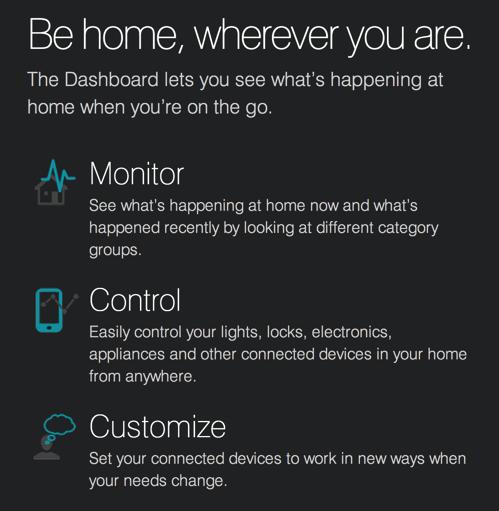 Be home, wherever you are.
The Dashboard lets you see what’s happening at
home when you’re on the go.
Monitor
See what’s happening at home now and what’s
happened recently by looking at different category
groups.
Control
Easily control your lights, locks, electronics,
appliances and other connected devices in your home
from anywhere.
Customize
Set your connected devices to work in new ways when
your needs change.